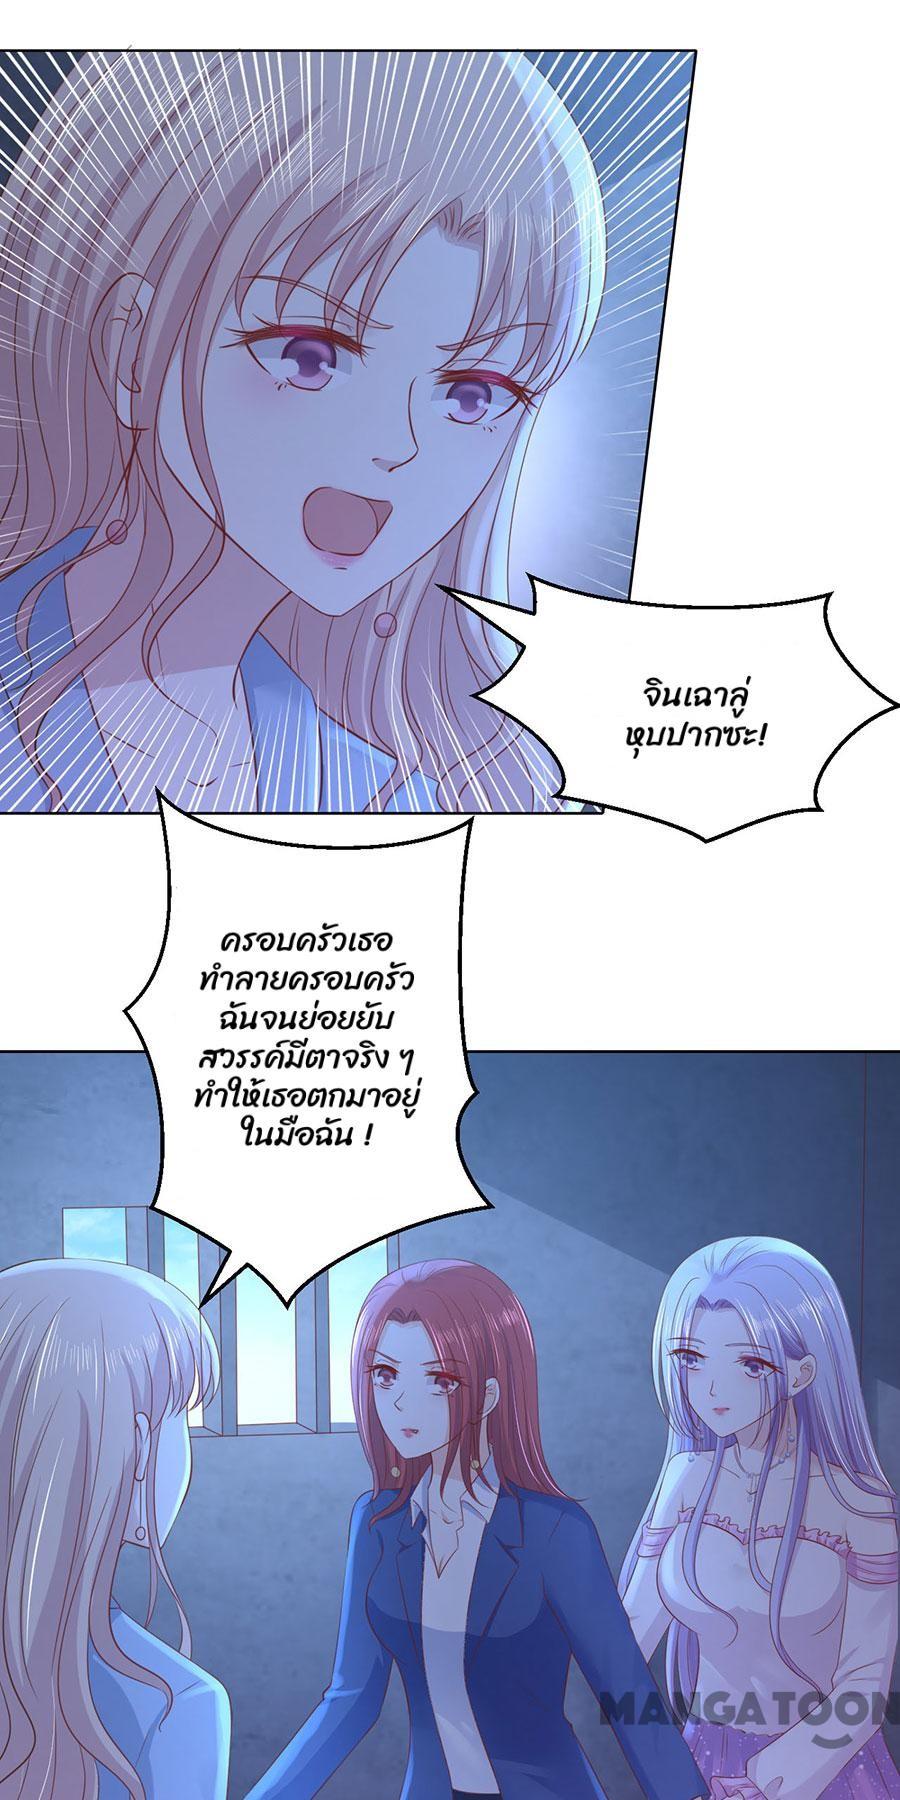 จินเฉาลู่
หุบปากซะ!
ครอบครัวเธอ
ทำลายครอบครัว
ฉันจนย่อยยับ
สวรรค์มีตาจริง ๆ
ทำให้เธอตกมาอยู่
ในมือฉัน !
MANGATOON